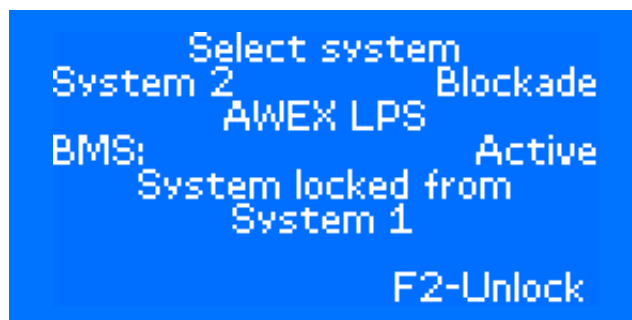 Select system
System 2 Blockade
AWEX LPS
BMS: Active
System locked from
System 1
F2-Unlock